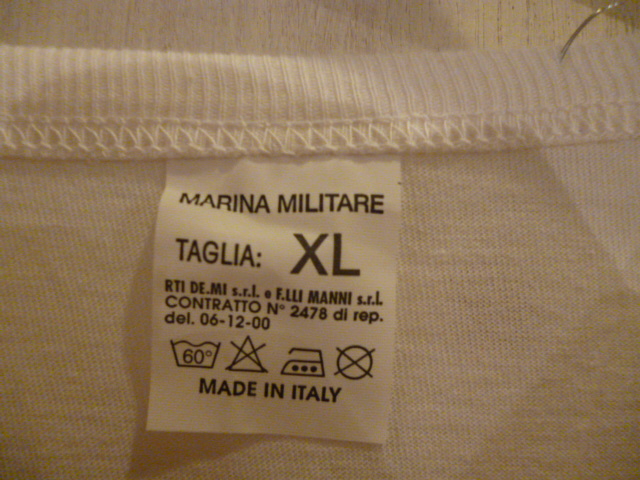 MARINA MILITARE
TAGLIA: XL
RTI DE.MI s.r.l. e F.LLI MANNI s.r.l.
CONTRATTO N° 2478 di rep.
del. 06-12-00
60°
MADE IN ITALY